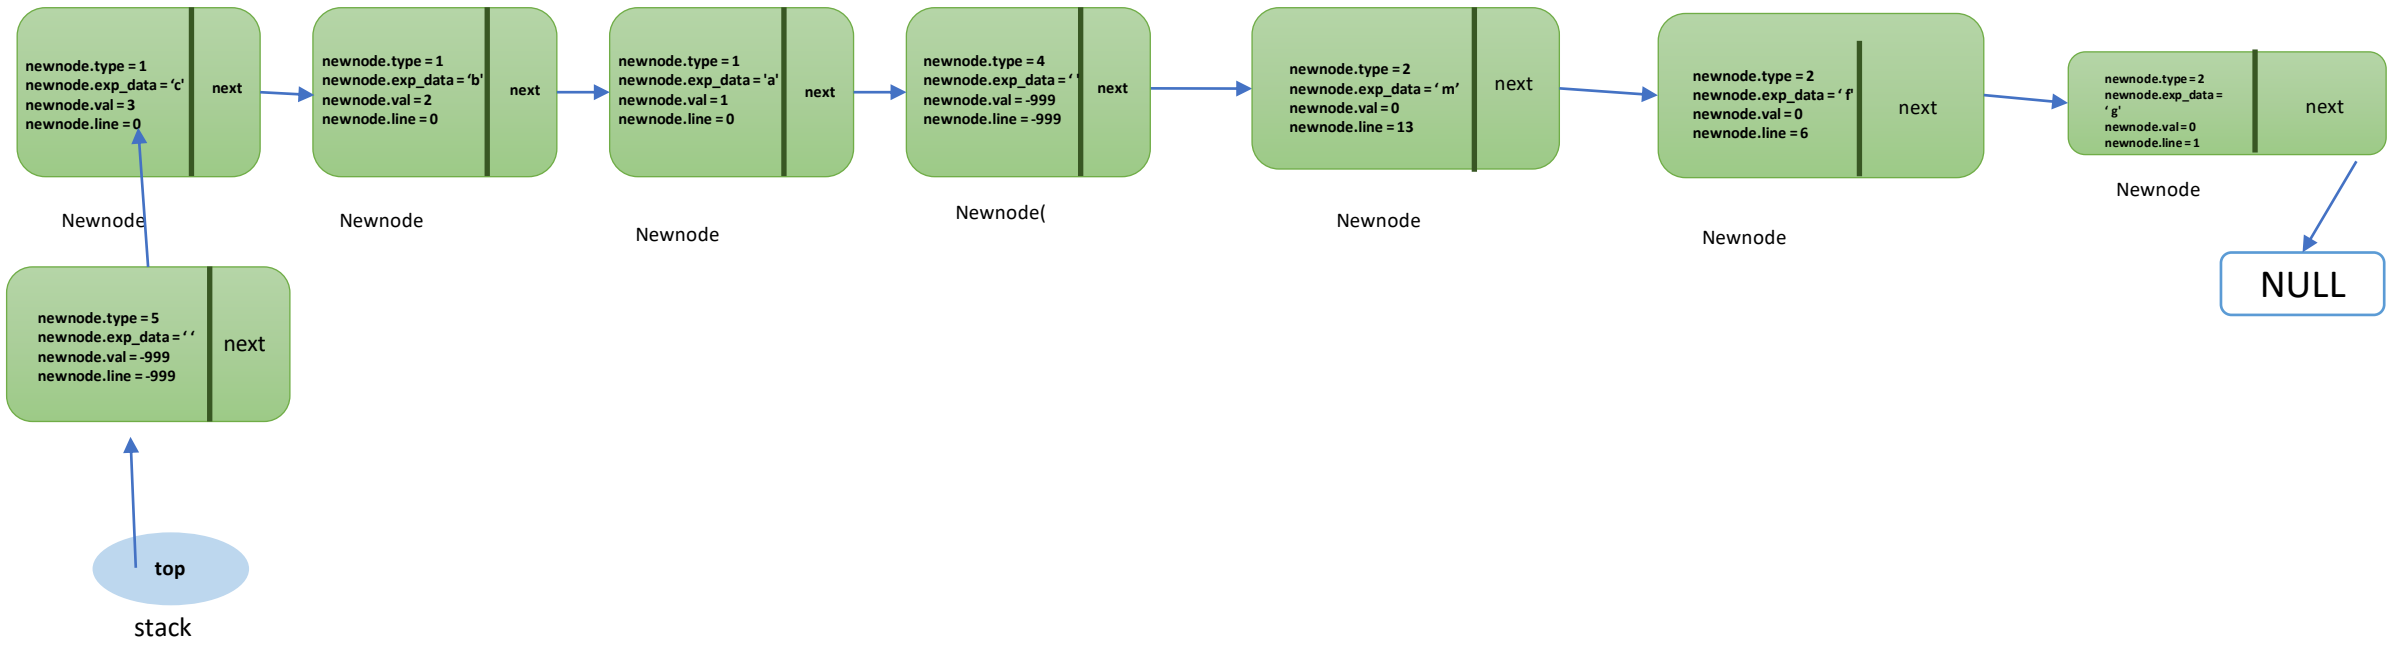 newnode.type = 1
newnode.exp_data = ‘c'
newnode.val = 3
newnode.line = 0
next
newnode.type = 1
newnode.exp_data = ‘b'
newnode.val = 2
newnode.line = 0
next
newnode.type = 1
newnode.exp_data = 'a'
newnode.val = 1
newnode.line = 0
next
newnode.type = 4
newnode.exp_data = ‘ '
newnode.val = -999
newnode.line = -999
next
newnode.type = 2
newnode.exp_data = ‘ m’
newnode.val = 0
newnode.line = 13
next
newnode.type = 2
newnode.exp_data = ‘ f'
newnode.val = 0
newnode.line = 6
next
newnode.type = 2
newnode.exp_data =
‘ g'
newnode.val = 0
newnode.line = 1
next
Newnode
Newnode
Newnode
Newnode(
Newnode
Newnode
Newnode
NULL
newnode.type = 5
newnode.exp_data = ‘ ‘
newnode.val = -999
newnode.line = -999
next
top
stack